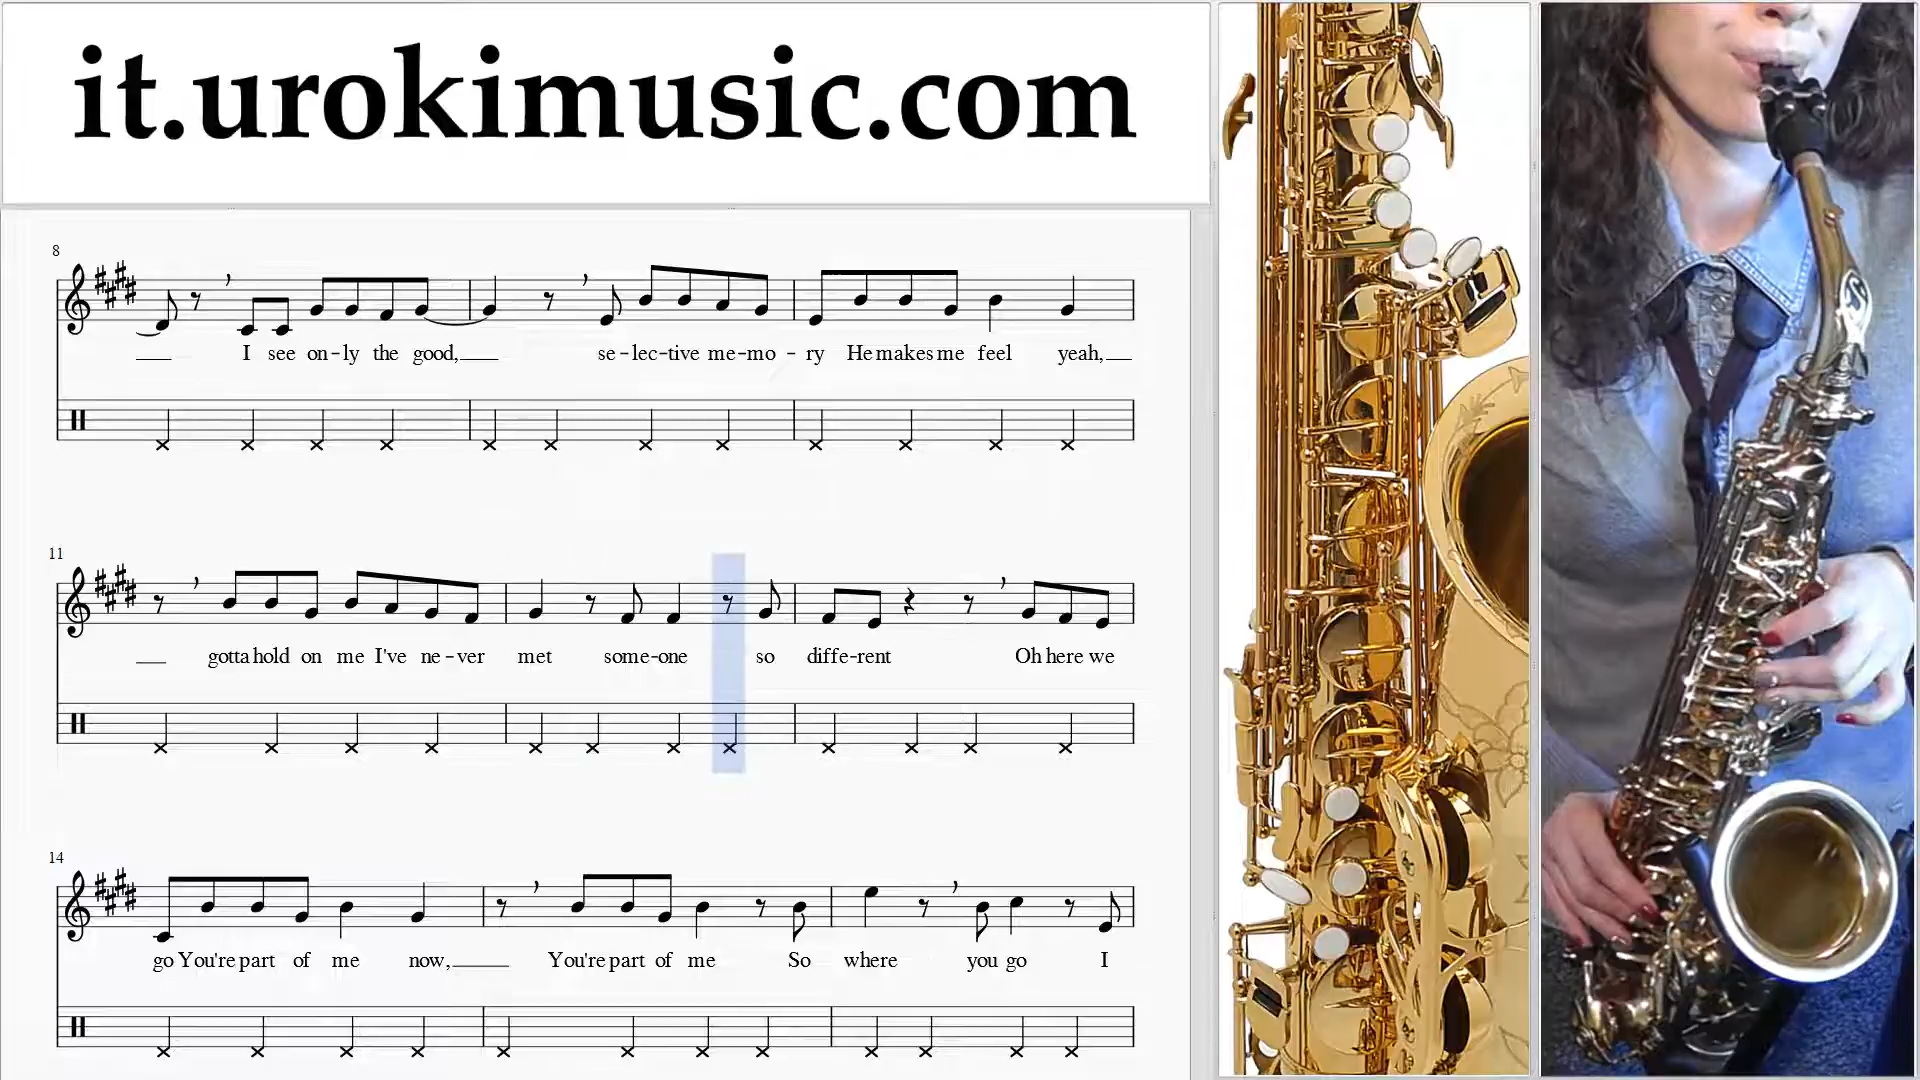 it.urokimusic.com
8
I see on-ly the good, se-lec-tive me-mo-ry He makes me feel yeah,
11
gotta hold on me I've ne-ver met some-one so diffe-rent Oh here we
14
go You're part of me now, You're part of me So where you go I